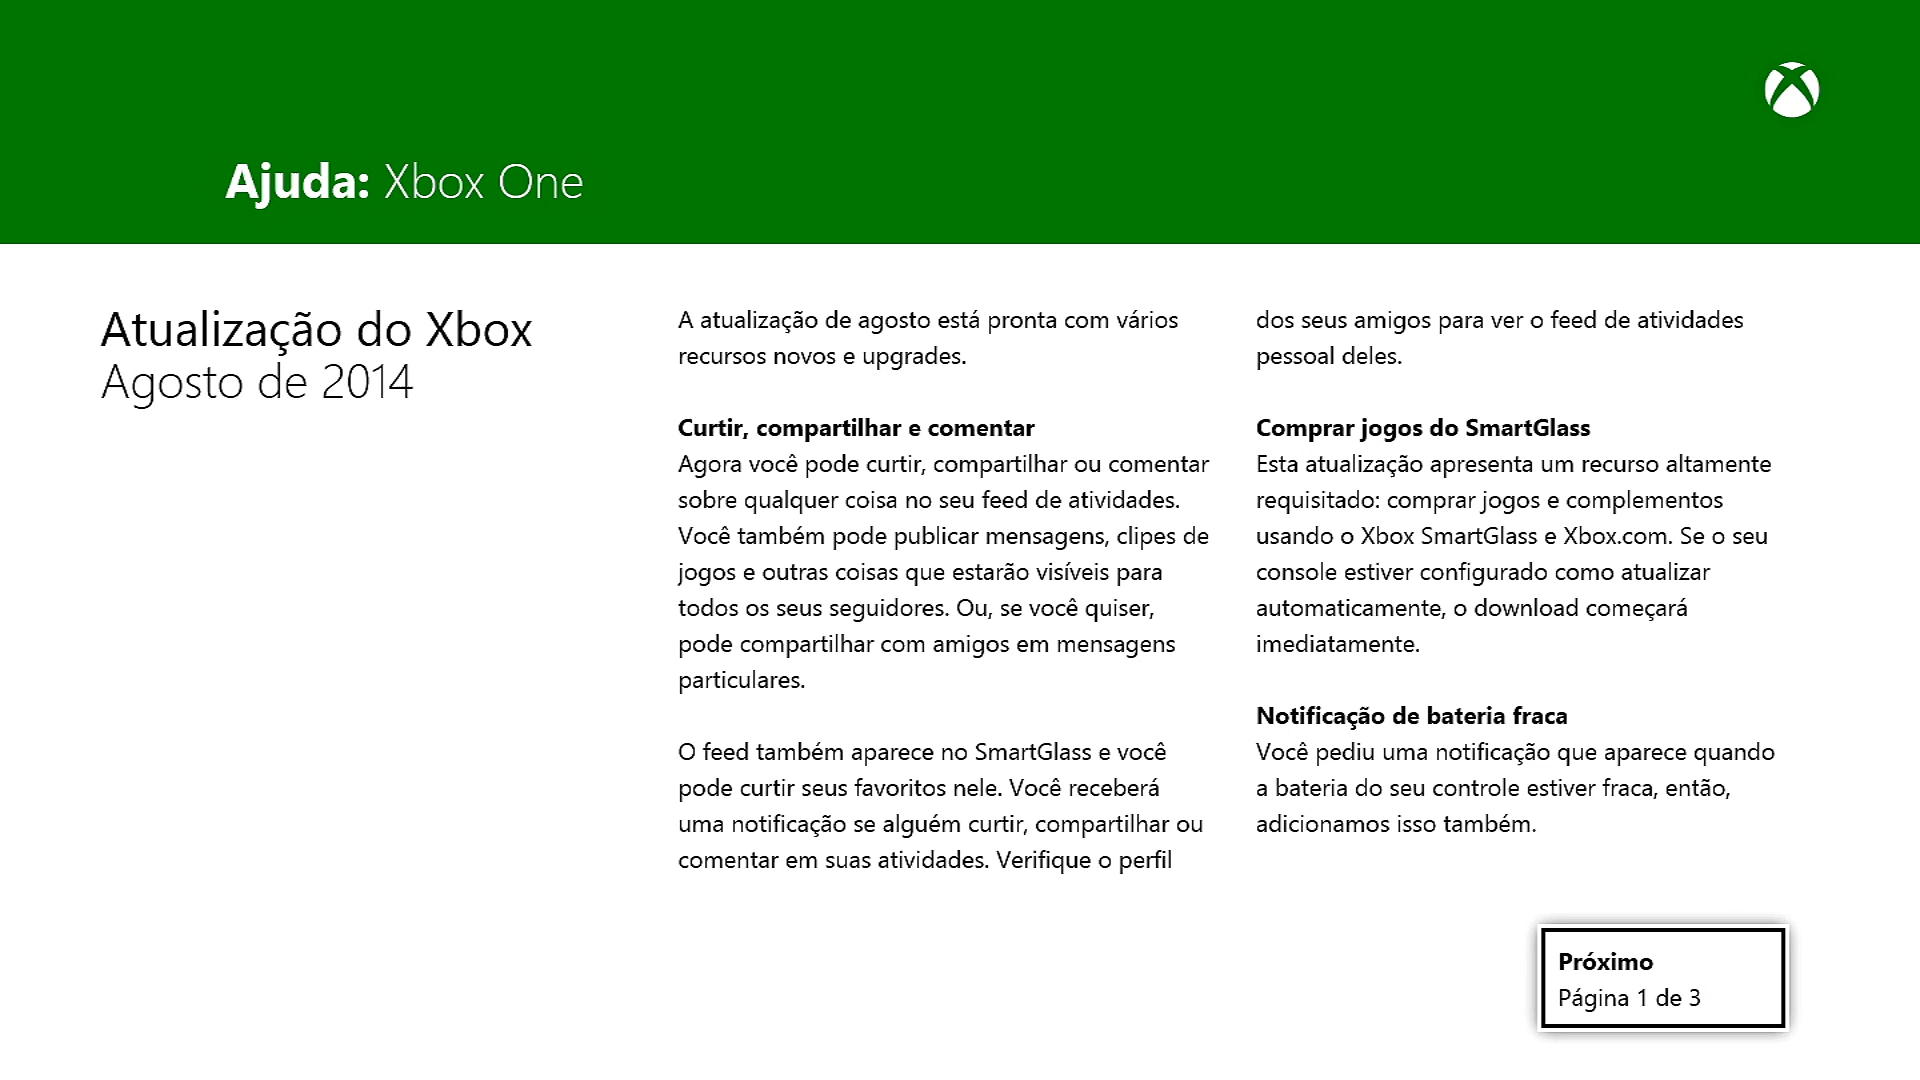 Ajuda: Xbox One
Atualização do Xbox
Agosto de 2014
A atualização de agosto está pronta com vários
recursos novos e upgrades.
Curtir, compartilhar e comentar
Agora você pode curtir, compartilhar ou comentar
sobre qualquer coisa no seu feed de atividades.
Você também pode publicar mensagens, clipes de
jogos e outras coisas que estarão visíveis para
todos os seus seguidores. Ou, se você quiser,
pode compartilhar com amigos em mensagens
particulares.
O feed também aparece no SmartGlass e você
pode curtir seus favoritos nele. Você receberá
uma notificação se alguém curtir, compartilhar ou
comentar em suas atividades. Verifique o perfil
dos seus amigos para ver o feed de atividades
pessoal deles.
Comprar jogos do SmartGlass
Esta atualização apresenta um recurso altamente
requisitado: comprar jogos e complementos
usando o Xbox SmartGlass e Xbox.com. Se o seu
console estiver configurado como atualizar
automaticamente, o download começará
imediatamente.
Notificação de bateria fraca
Você pediu uma notificação que aparece quando
a bateria do seu controle estiver fraca, então,
adicionamos isso também.
Próximo
Página 1 de 3